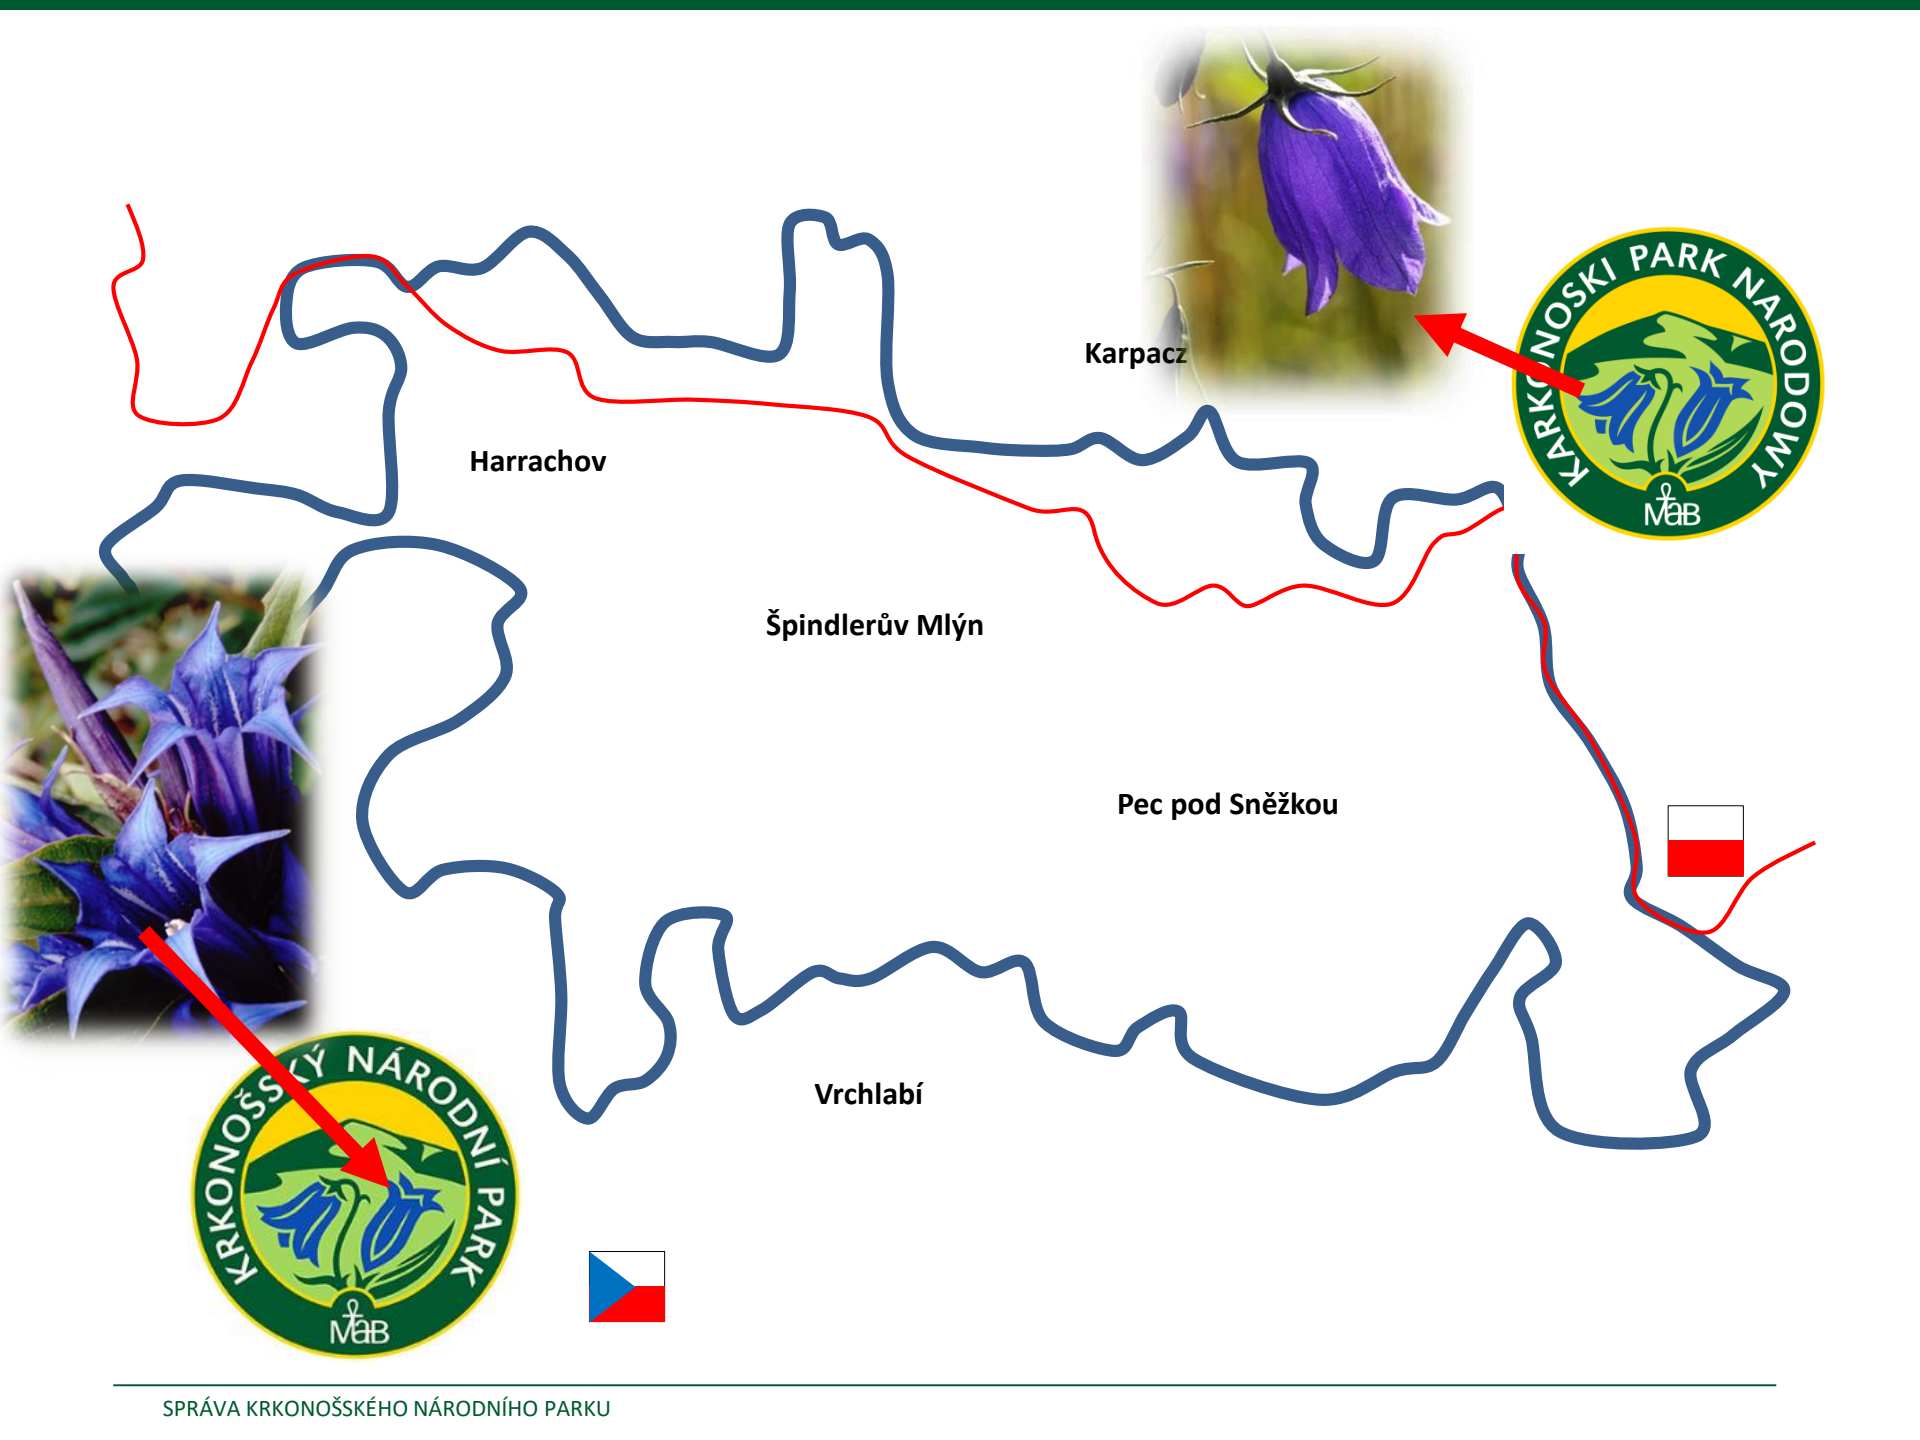 KARKONOSKI PARK NARODOWY
MaB
Karpacz
Harrachov
Špindlerův Mlýn
Pec pod Sněžkou
Vrchlabí
KRKONOŠSKÝ NÁRODNÍ PARK
MaB
SPRÁVA KRKONOŠSKÉHO NÁRODNÍHO PARKU